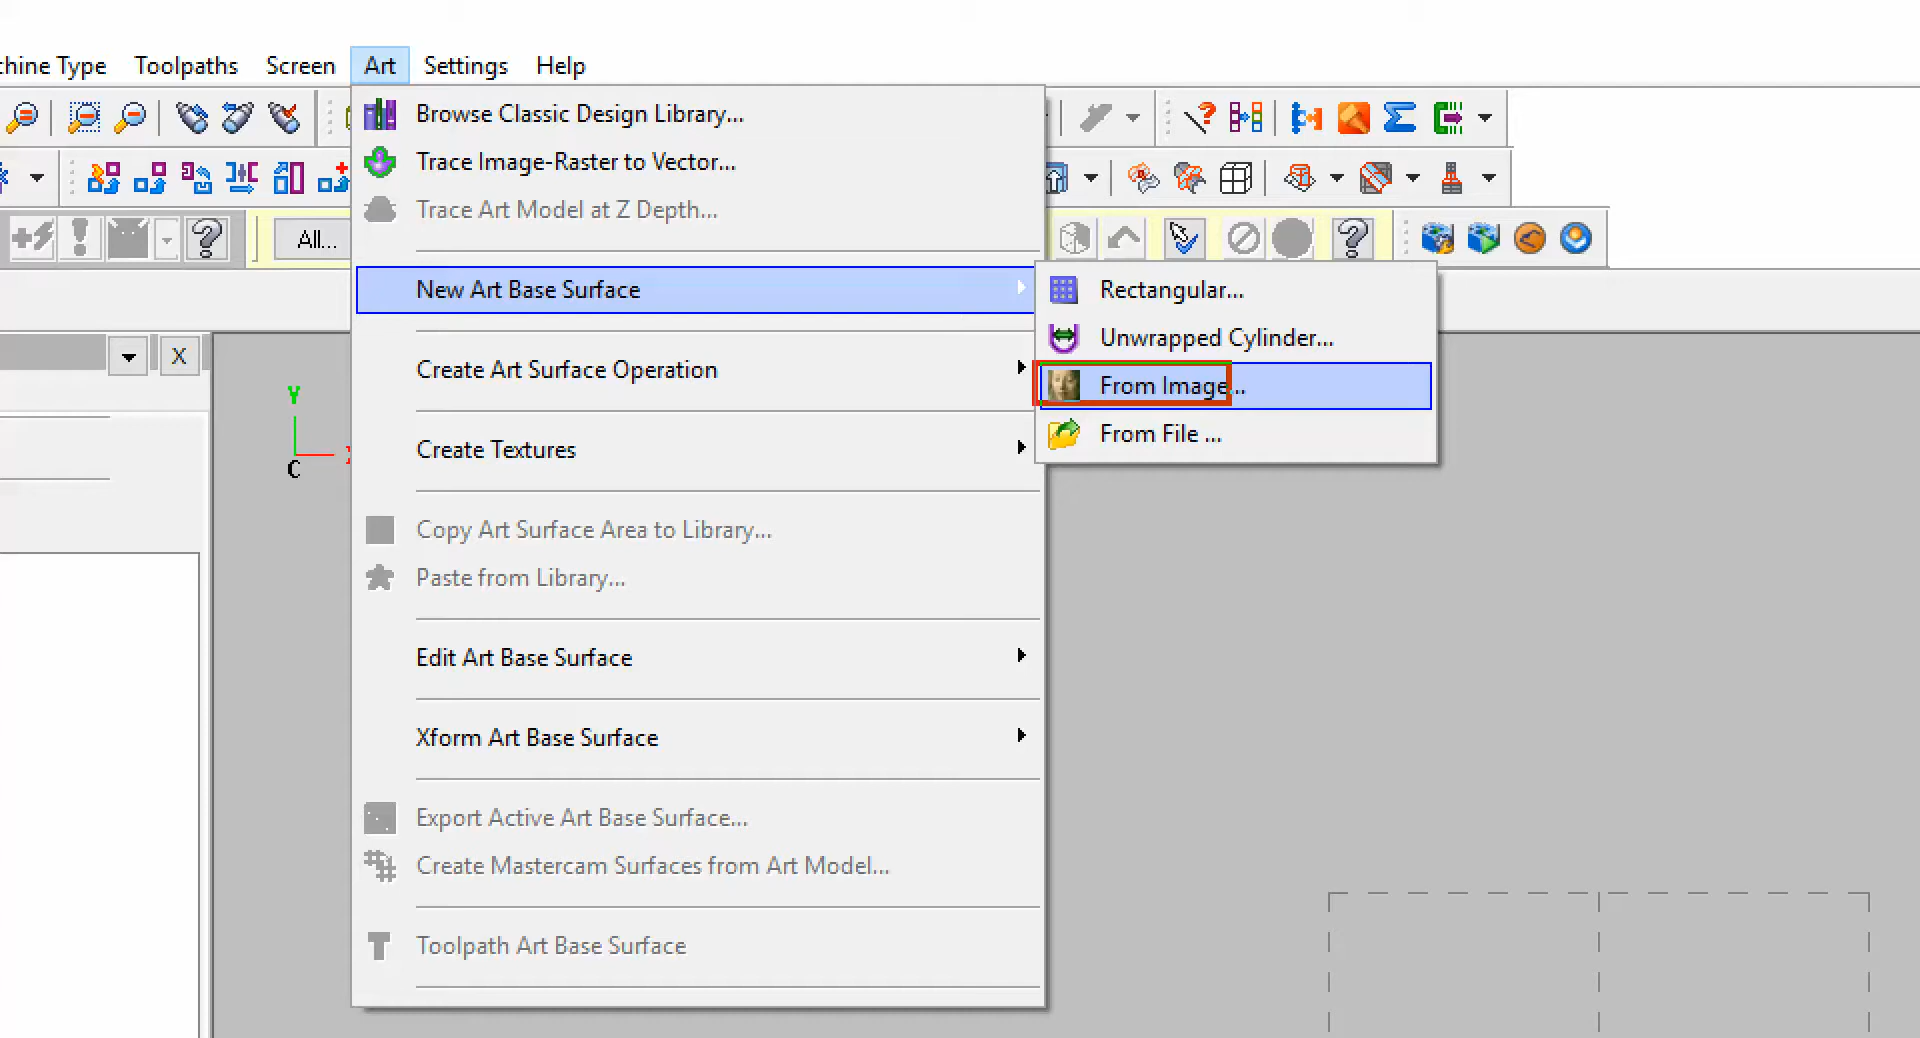 chine Type Toolpaths Screen Art Settings Help
Browse Classic Design Library...
Trace Image-Raster to Vector...
Trace Art Model at Z Depth...
All...
New Art Base Surface
Rectangular...
Unwrapped Cylinder...
From Image...
From File ...
X
Y
C
Create Art Surface Operation
Create Textures
Copy Art Surface Area to Library...
Paste from Library...
Edit Art Base Surface
Xform Art Base Surface
Export Active Art Base Surface...
Create Mastercam Surfaces from Art Model...
Toolpath Art Base Surface